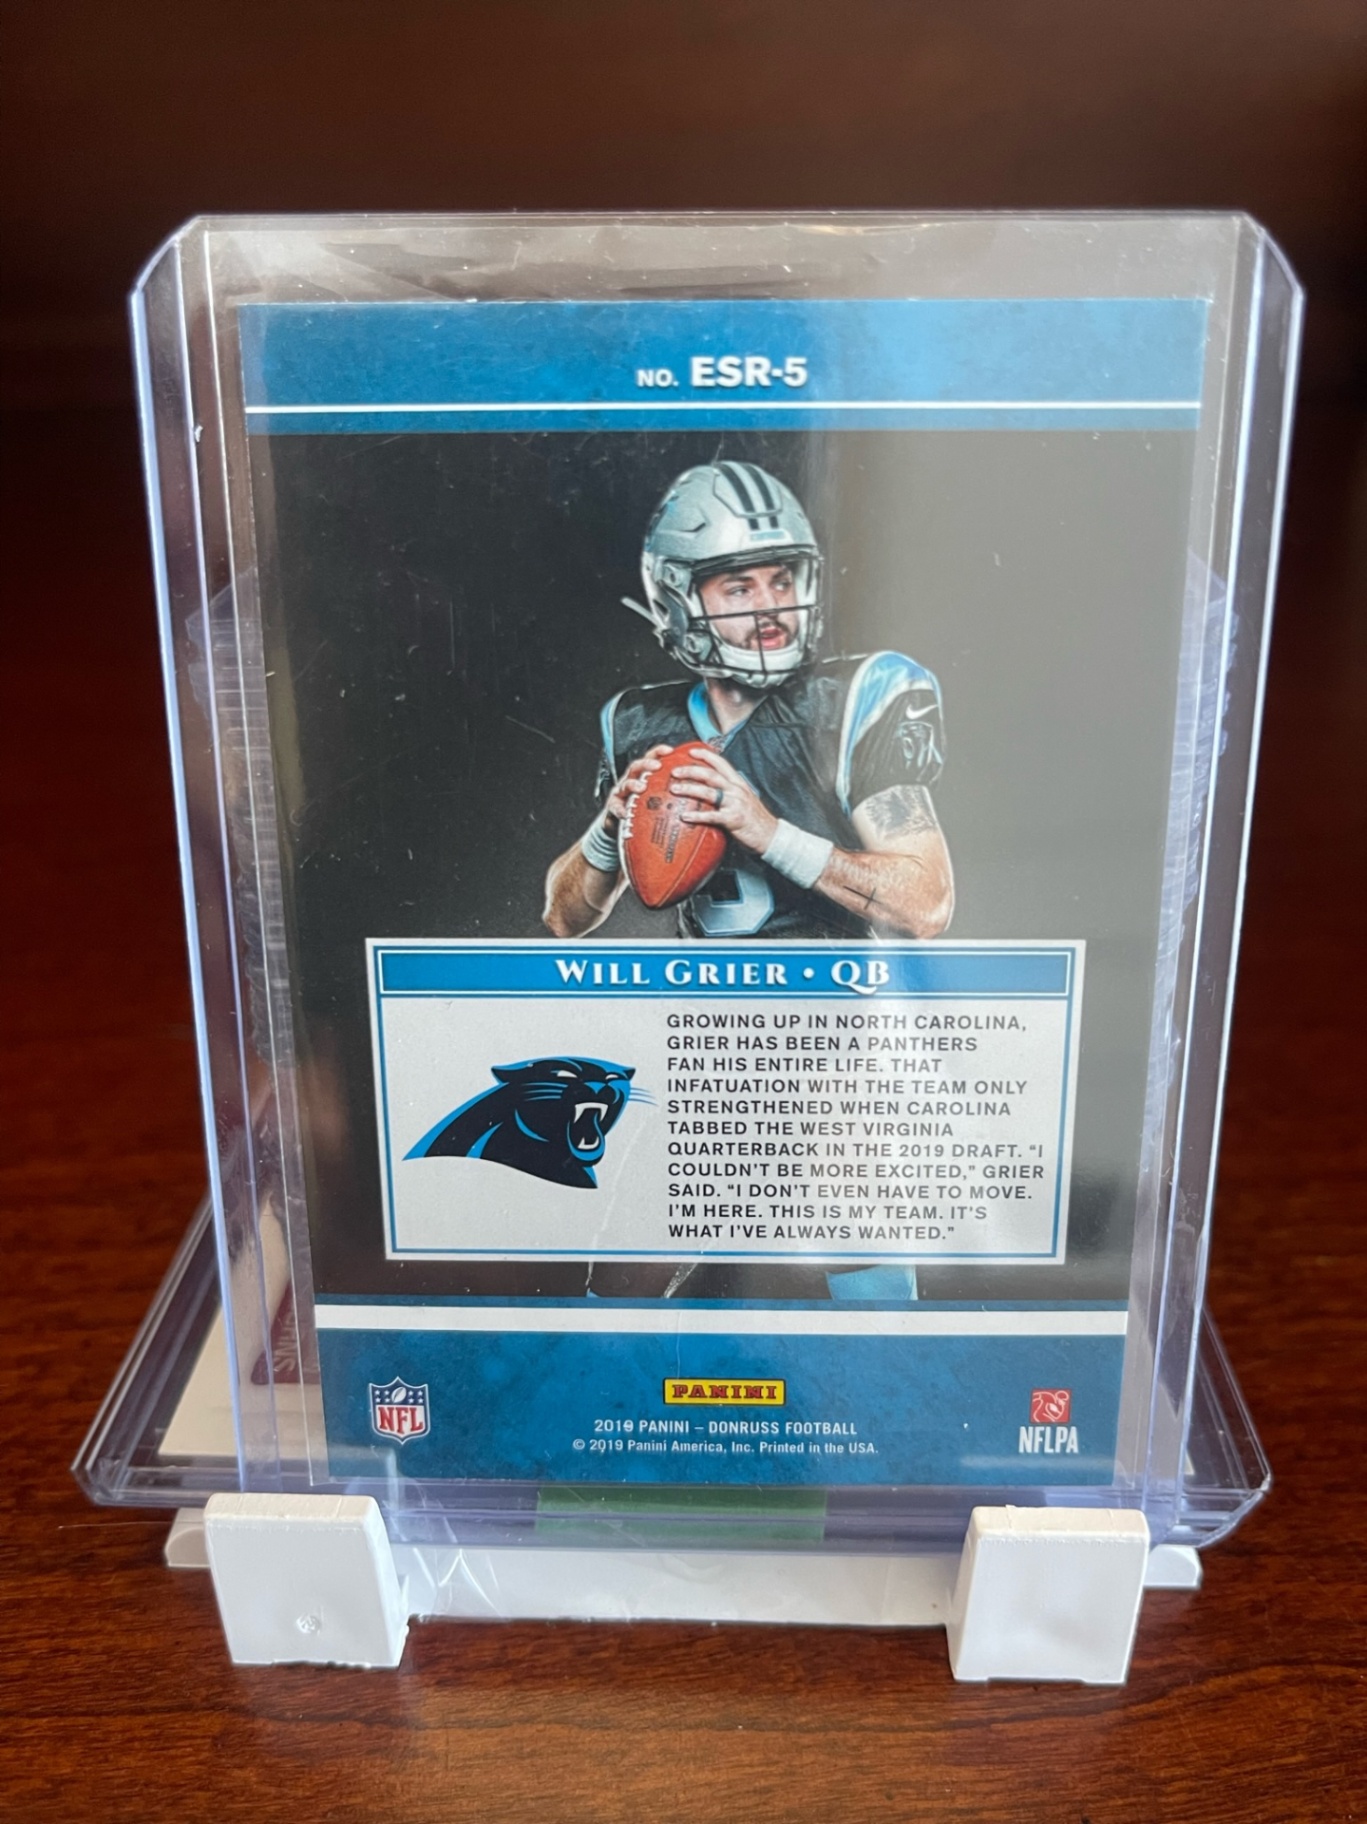 NO. ESR-5
WILL GRIER • QB
GROWING UP IN NORTH CAROLINA,
GRIER HAS BEEN A PANTHERS
FAN HIS ENTIRE LIFE. THAT
INFATUATION WITH THE TEAM ONLY
STRENGTHENED WHEN CAROLINA
TABBED THE WEST VIRGINIA
QUARTERBACK IN THE 2019 DRAFT. “I
COULDN’T BE MORE EXCITED,” GRIER
SAID. “I DON’T EVEN HAVE TO MOVE.
I’M HERE. THIS IS MY TEAM. IT’S
WHAT I’VE ALWAYS WANTED.”
NFL
PANINI
2019 PANINI – DONRUSS FOOTBALL
© 2019 Panini America, Inc. Printed in the USA.
NFLPA